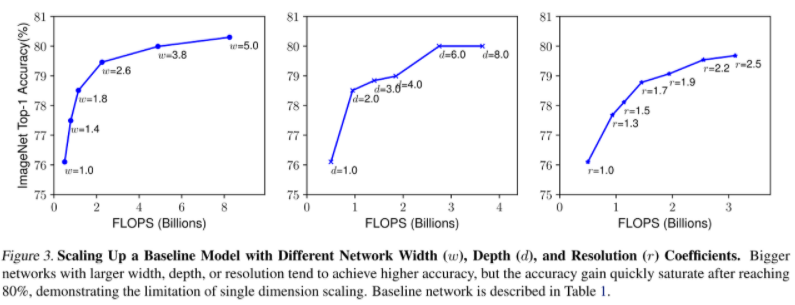 81
80
79
78
77
76
75
ImageNet Top-1 Accuracy(%)
w=1.0
w=1.4
w=1.8
w=2.6
w=3.8
w=5.0
0 2 4 6 8
FLOPS (Billions)
81
80
79
78
77
76
75
d=1.0
d=2.0
d=3.0
d=4.0
d=6.0
d=8.0
0 1 2 3 4
FLOPS (Billions)
81
80
79
78
77
76
75
r=1.0
r=1.3
r=1.5
r=1.7
r=1.9
r=2.2
r=2.5
0 1 2 3
FLOPS (Billions)
Figure 3. Scaling Up a Baseline Model with Different Network Width (w), Depth (d), and Resolution (r) Coefficients. Bigger
networks with larger width, depth, or resolution tend to achieve higher accuracy, but the accuracy gain quickly saturate after reaching
80%, demonstrating the limitation of single dimension scaling. Baseline network is described in Table 1.